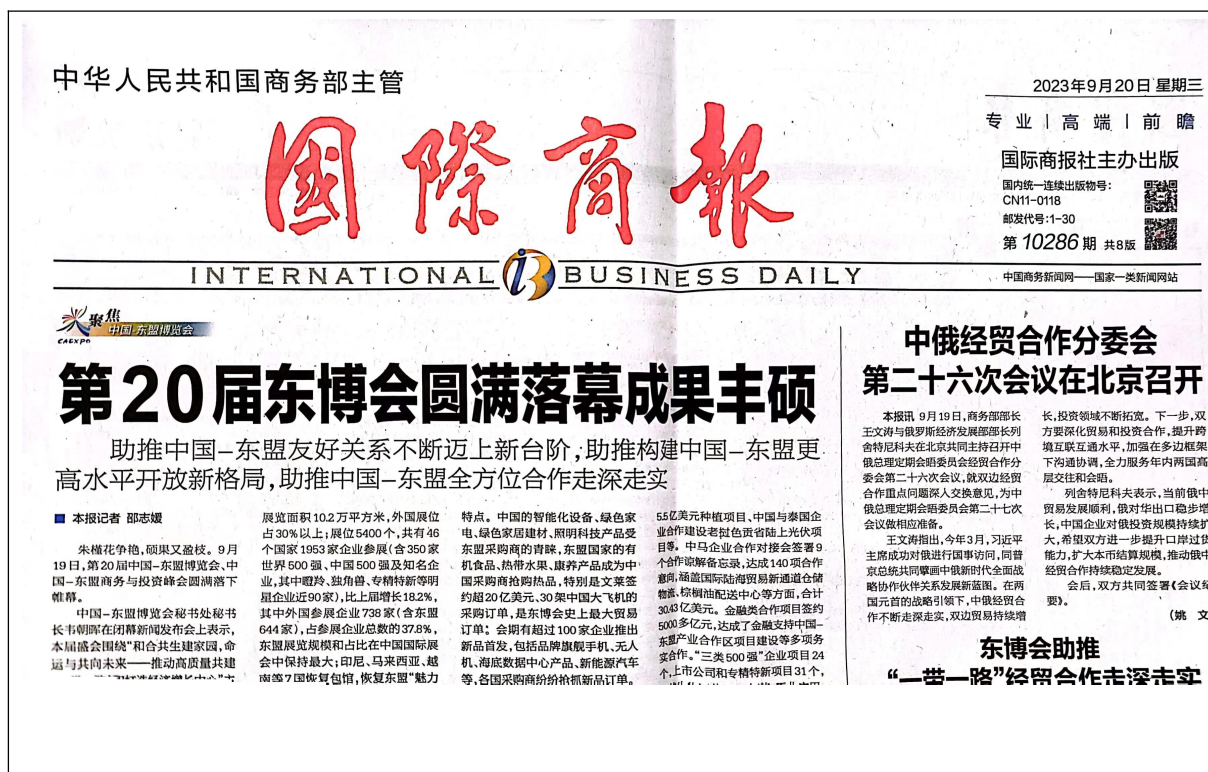 中华人民共和国商务部主管
國際商報
INTERNATIONAL BUSINESS DAILY
2023年9月20日 星期三
专业|高端|前瞻
国际商报社主办出版
国内统一连续出版物号:
CN11-0118
邮发代号:1-30
第10286期 共8版
中国商务新闻网——国家一类新闻网站
聚焦
中国-东盟博览会
CAEXPO
第20届东博会圆满落幕成果丰硕
助推中国-东盟友好关系不断迈上新台阶;助推构建中国-东盟更
高水平开放新格局,助推中国-东盟全方位合作走深走实
■ 本报记者 邵志媛
朱槿花争艳,硕果又盈枝。9月
19日,第20届中国-东盟博览会、中
国-东盟商务与投资峰会圆满落下
帷幕。
中国-东盟博览会秘书处秘书
长韦朝晖在闭幕新闻发布会上表示,
本届盛会围绕“和合共生建家园,命
运与共向未来——推动高质量共建
展览面积10.2万平方米,外国展位
占30%以上;展位5400个,共有46
个国家1953家企业参展(含350家
世界500强、中国500强及知名企
业,其中瞪羚、独角兽、专精特新等明
星企业近90家),比上届增长18.2%,
其中外国参展企业738家(含东盟
644家),占参展企业总数的37.8%,
东盟展览规模和占比在中国国际展
会中保持最大;印尼、马来西亚、越
南等7国恢复包馆,恢复东盟“魅力
特点。中国的智能化设备、绿色家
电、绿色家居建材、照明科技产品受
东盟采购商的青睐,东盟国家的有
机食品、热带水果、康养产品成为中
国采购商抢购热品,特别是文莱签
约超20亿美元、30架中国大飞机的
采购订单,是东博会史上最大贸易
订单;会期有超过100家企业推出
新品首发,包括品牌旗舰手机、无人
机、海底数据中心产品、新能源汽车
等,各国采购商纷纷抢抓新品订单。
5.5亿美元种植项目、中国与泰国企
业合作建设老挝色贡省陆上光伏项
目等。中马企业合作对接会签署9
个合作谅解备忘录,达成140项合作
意向,涵盖国际陆海贸易新通道仓储
物流、棕榈油配送中心等方面,合计
30.43亿美元。金融类合作项目签约
5000多亿元,达成了金融支持中国-
东盟产业合作区项目建设等多项务
实合作。“三类500强”企业项目24
个,上市公司和专精特新项目31个,
中俄经贸合作分委会
第二十六次会议在北京召开
本报讯 9月19日,商务部部长
王文涛与俄罗斯经济发展部部长列
舍特尼科夫在北京共同主持召开中
俄总理定期会晤委员会经贸合作分
委会第二十六次会议,就双边经贸
合作重点问题深入交换意见,为中
俄总理定期会晤委员会第二十七次
会议做相应准备。
王文涛指出,今年3月,习近平
主席成功对俄进行国事访问,同普
京总统共同擘画中俄新时代全面战
略协作伙伴关系发展新蓝图。在两
国元首的战略引领下,中俄经贸合
作不断走深走实,双边贸易持续增
长,投资领域不断拓宽。下一步,双
方要深化贸易和投资合作,提升跨
境互联互通水平,加强在多边框架
下沟通协调,全力服务年内两国高
层交往和会晤。
列舍特尼科夫表示,当前俄中
贸易发展顺利,俄对华出口稳步增
长,中国企业对俄投资规模持续扩
大,希望双方进一步提升口岸过货
能力,扩大本币结算规模,推动俄中
经贸合作持续稳定发展。
会后,双方共同签署《会议纪
要》。
(姚 文
东博会助推
“一带一路”经贸合作走深走实